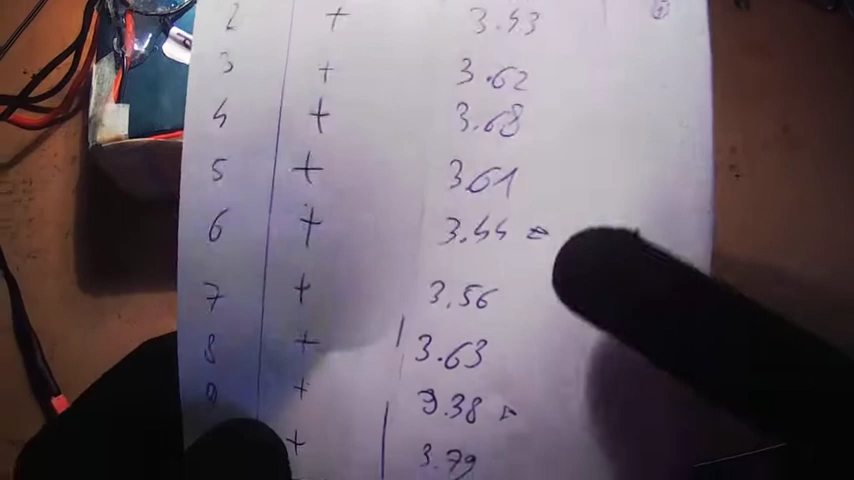 2 + 3.53
3 + 3.62
4 + 3.68
5 + 3.61
6 + 3.44
7 + 3.56
8 + 3.63
9 + 3.38
+ 3.79